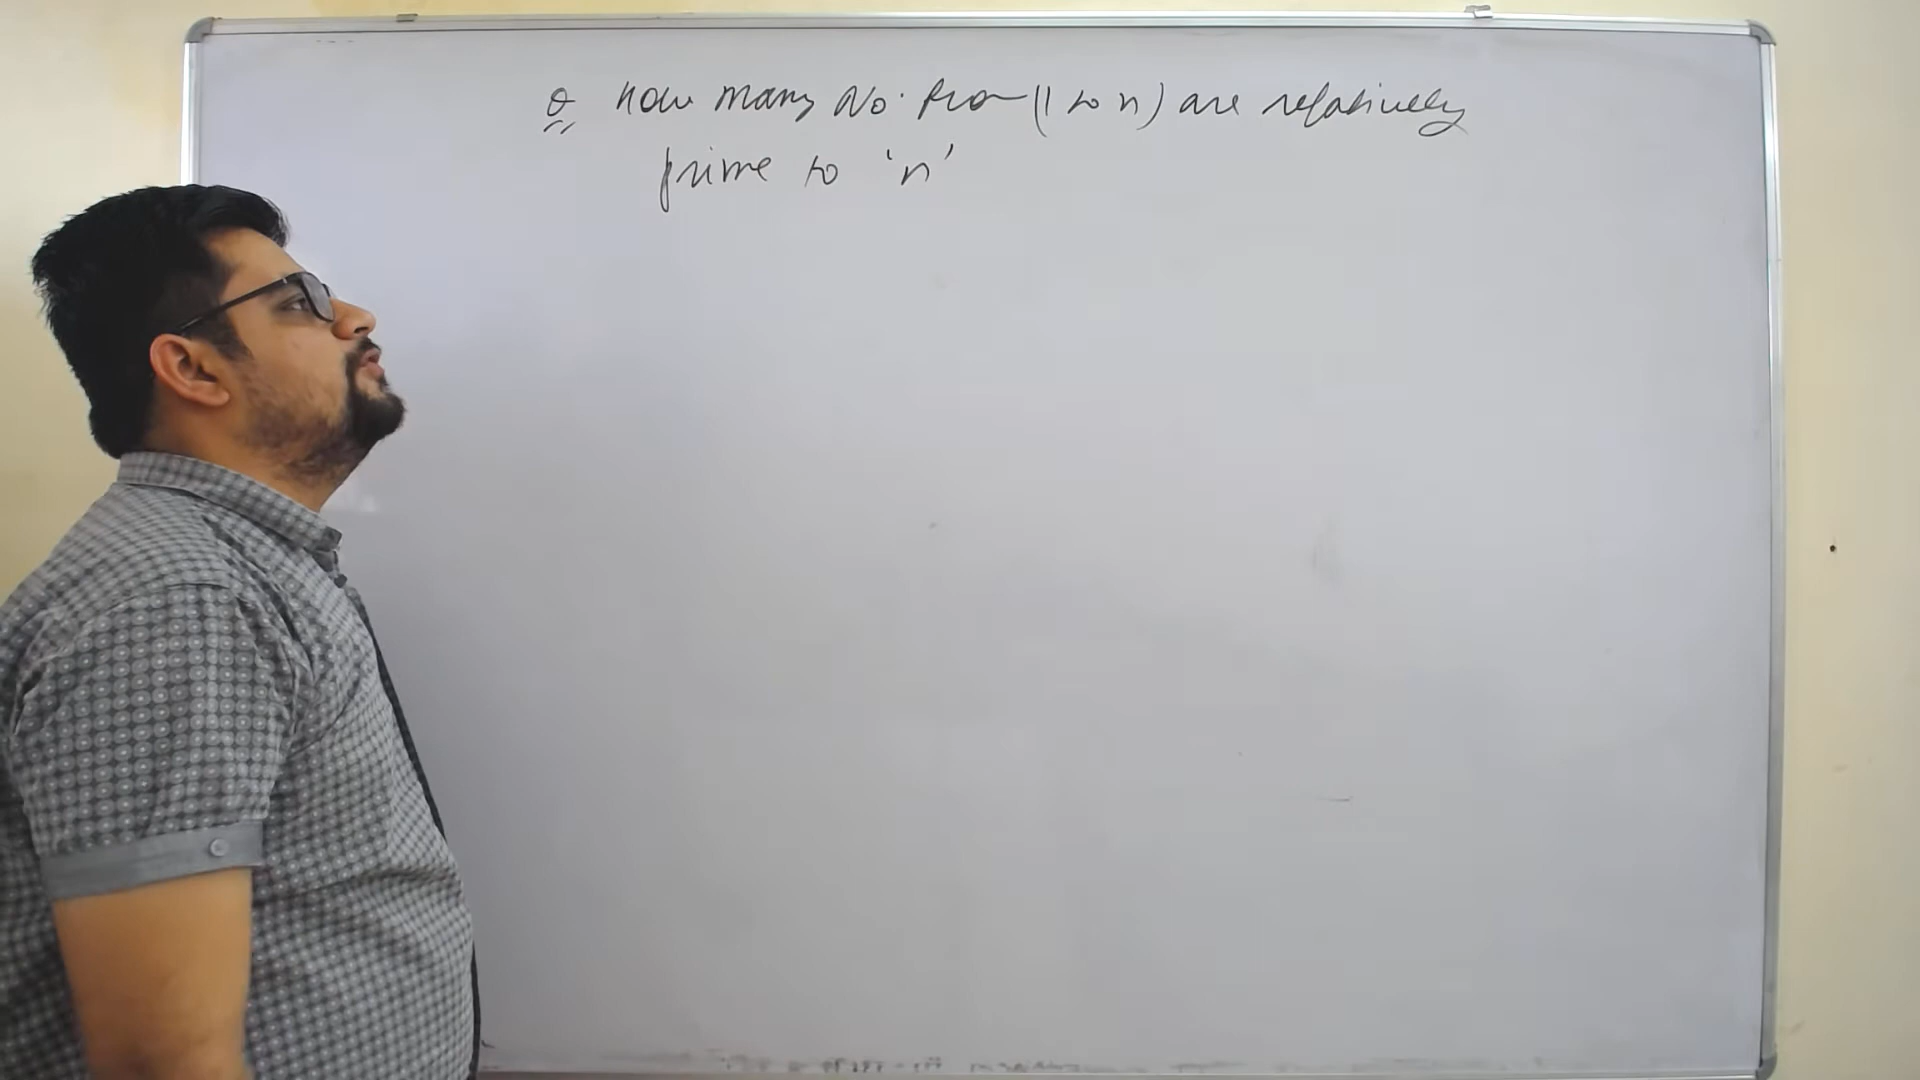 Q how many No. from (1 to n) are relatively
prime to 'n'